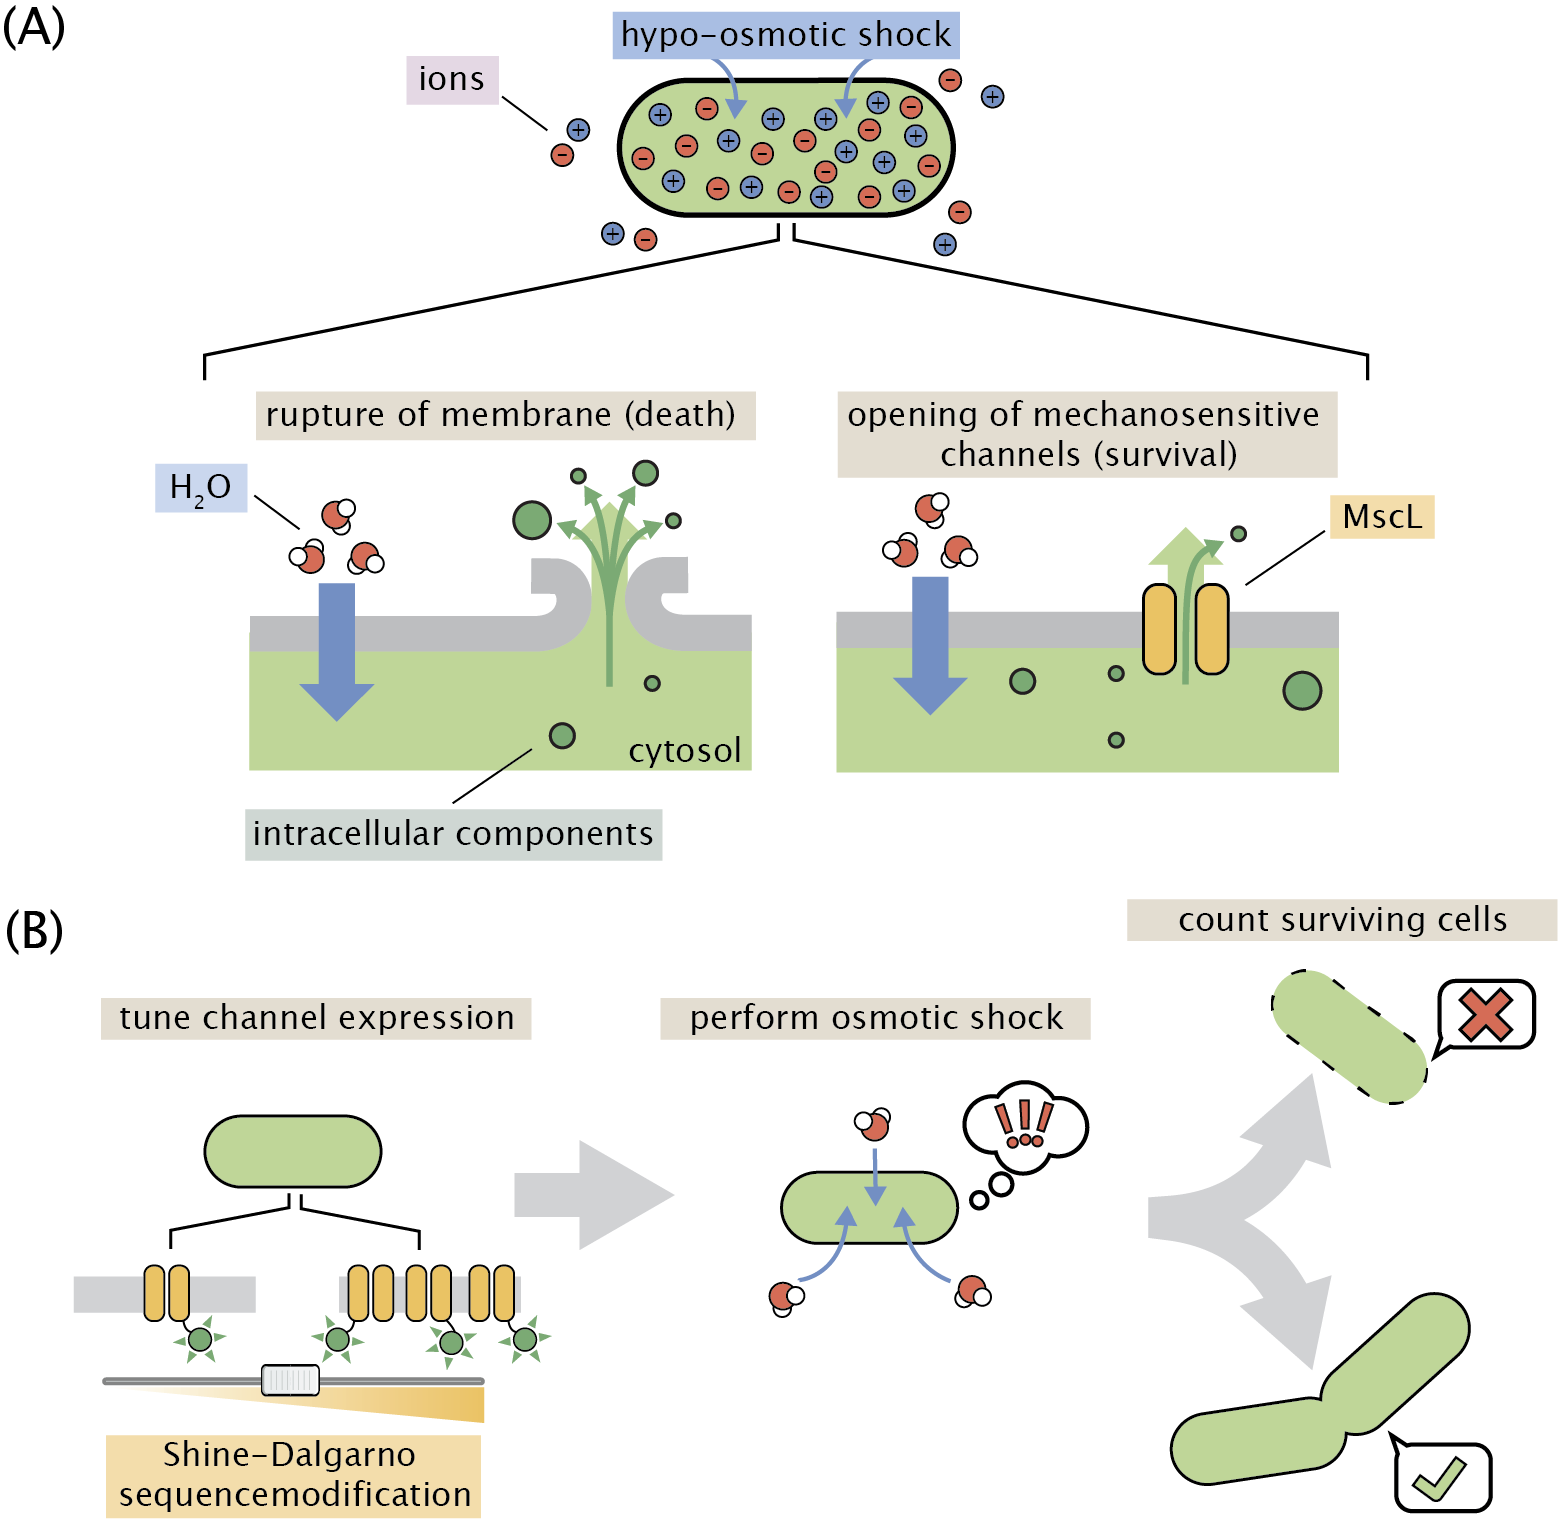 (A)
hypo-osmotic shock
ions
rupture of membrane (death)
opening of mechanosensitive
channels (survival)
H₂O
MscL
cytosol
intracellular components
(B)
count surviving cells
tune channel expression
perform osmotic shock
!!!
Shine-Dalgarno
sequencemodification